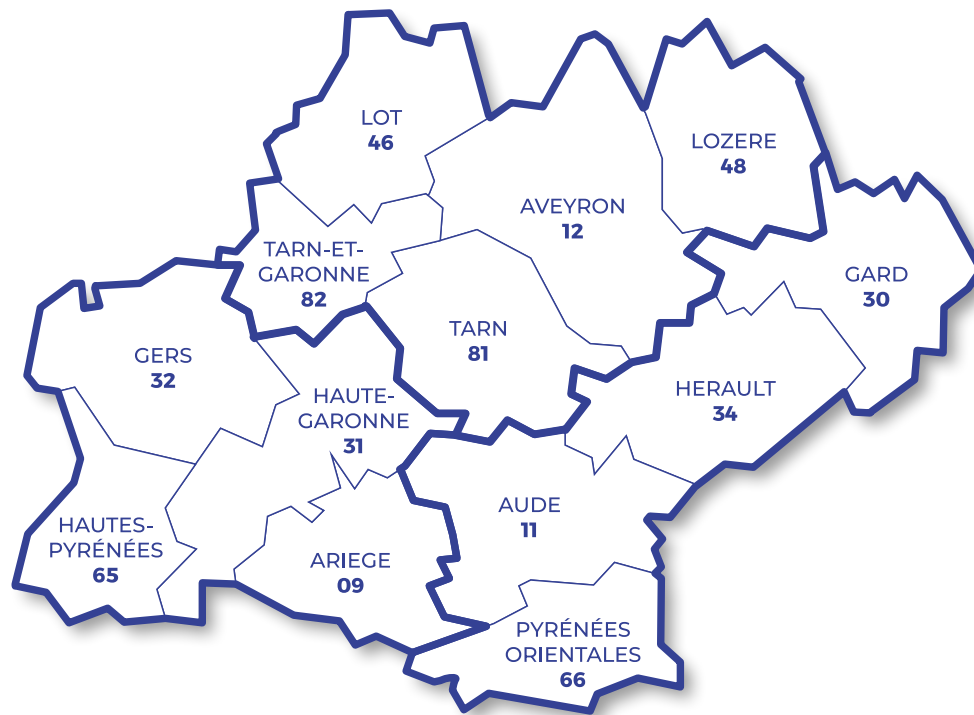 LOT
46
LOZERE
48
AVEYRON
12
TARN-ET-
GARONNE
82
GARD
30
TARN
81
GERS
32
HAUTE-
GARONNE
31
HERAULT
34
HAUTES-
PYRÉNÉES
65
ARIEGE
09
AUDE
11
PYRÉNÉES
ORIENTALES
66